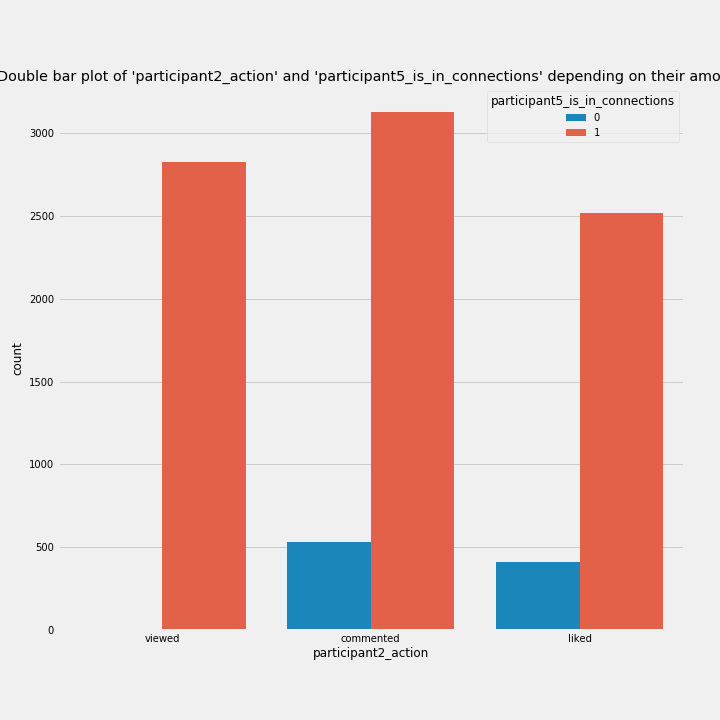 Double bar plot of 'participant2_action' and 'participant5_is_in_connections' depending on their amo
participant5_is_in_connections
0
1
3000
2500
2000
1500
1000
500
0
count
viewed
commented
liked
participant2_action